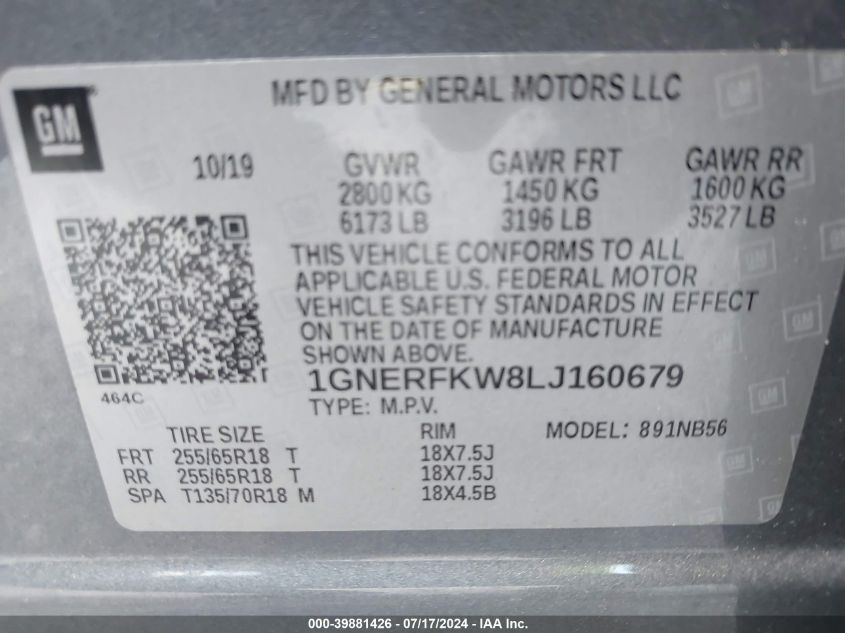 GM
MFD BY GENERAL MOTORS LLC
10/19 GVWR GAWR FRT GAWR RR
2800 KG 1450 KG 1600 KG
6173 LB 3196 LB 3527 LB
THIS VEHICLE CONFORMS TO ALL
APPLICABLE U.S. FEDERAL MOTOR
VEHICLE SAFETY STANDARDS IN EFFECT
ON THE DATE OF MANUFACTURE
SHOWN ABOVE.
1GNERFKW8LJ160679
464C
TYPE: M.P.V.
TIRE SIZE RIM MODEL: 891NB56
FRT 255/65R18 T 18X7.5J
RR 255/65R18 T 18X7.5J
SPA T135/70R18 M 18X4.5B
000-39881426 / 07/17/2024 - IAA Inc.